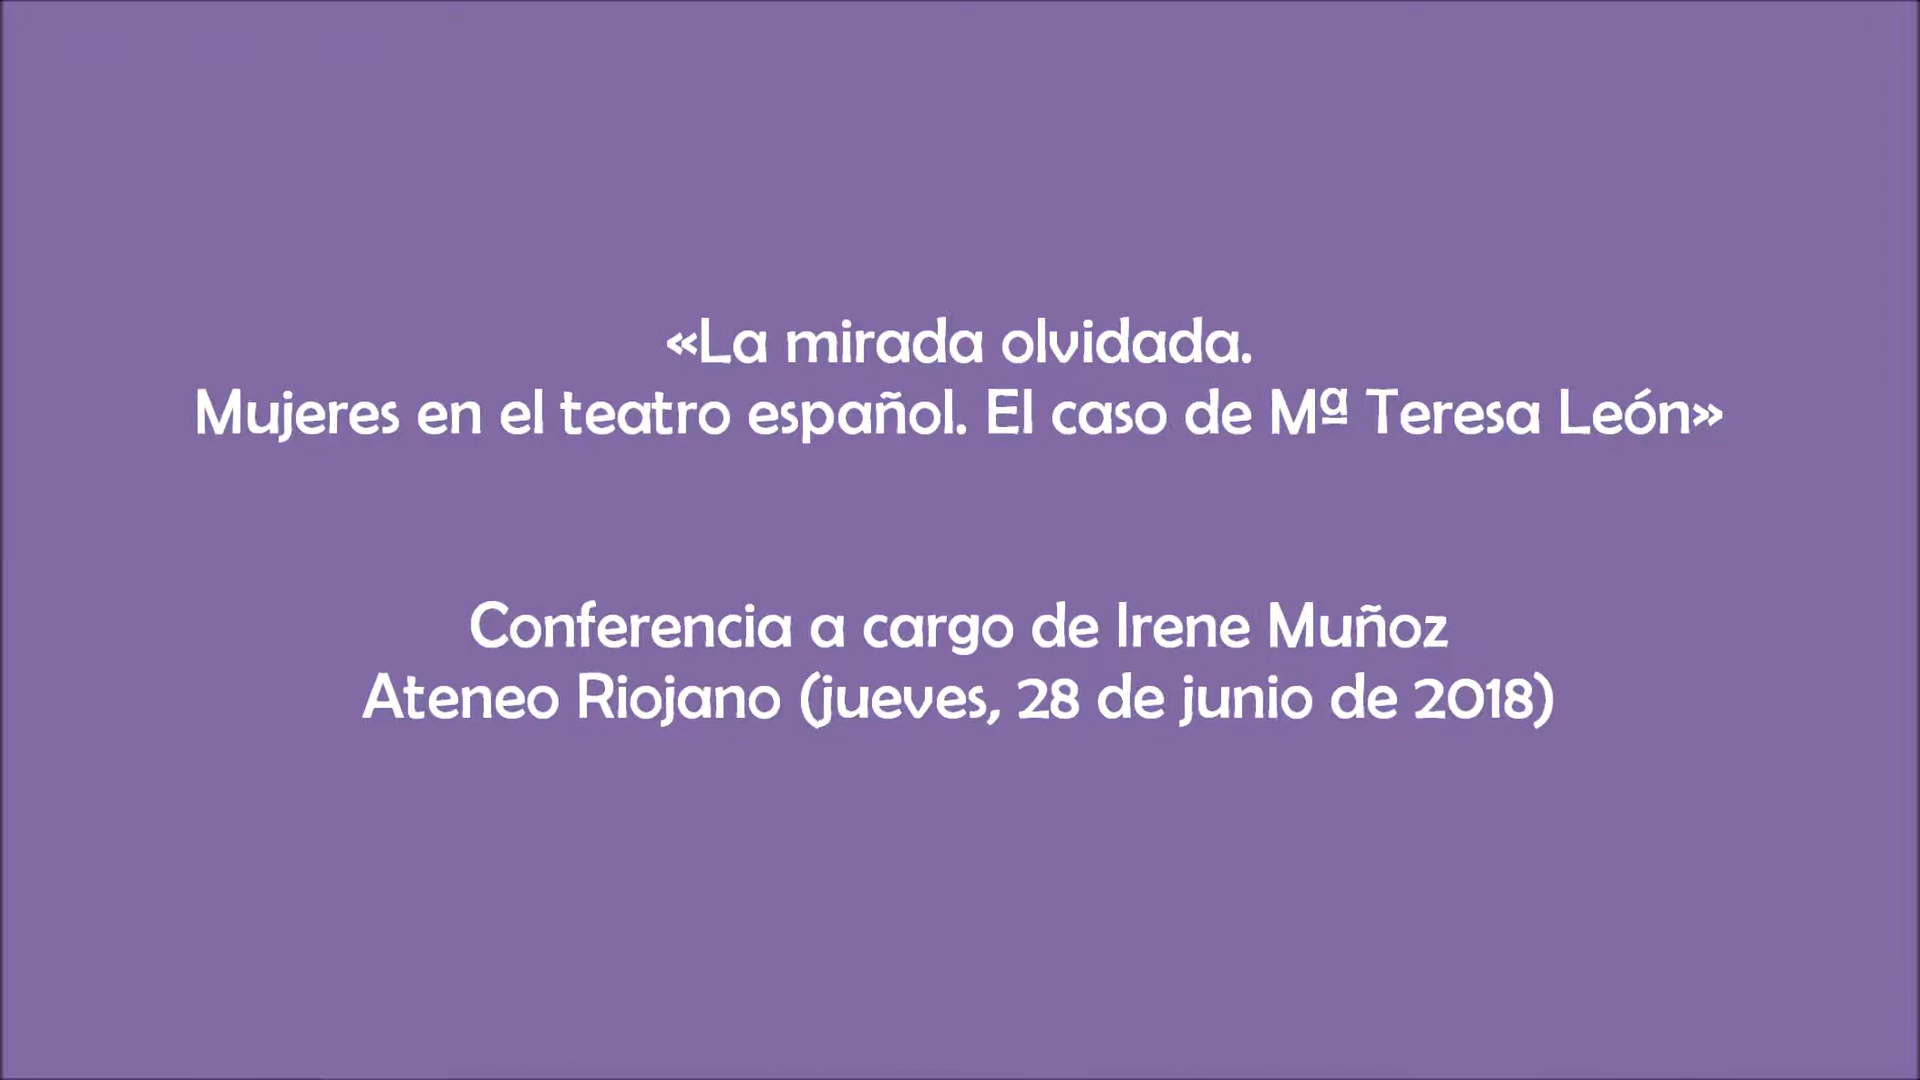 «La mirada olvidada.
Mujeres en el teatro español. El caso de Mª Teresa León»
Conferencia a cargo de Irene Muñoz
Ateneo Riojano (jueves, 28 de junio de 2018)